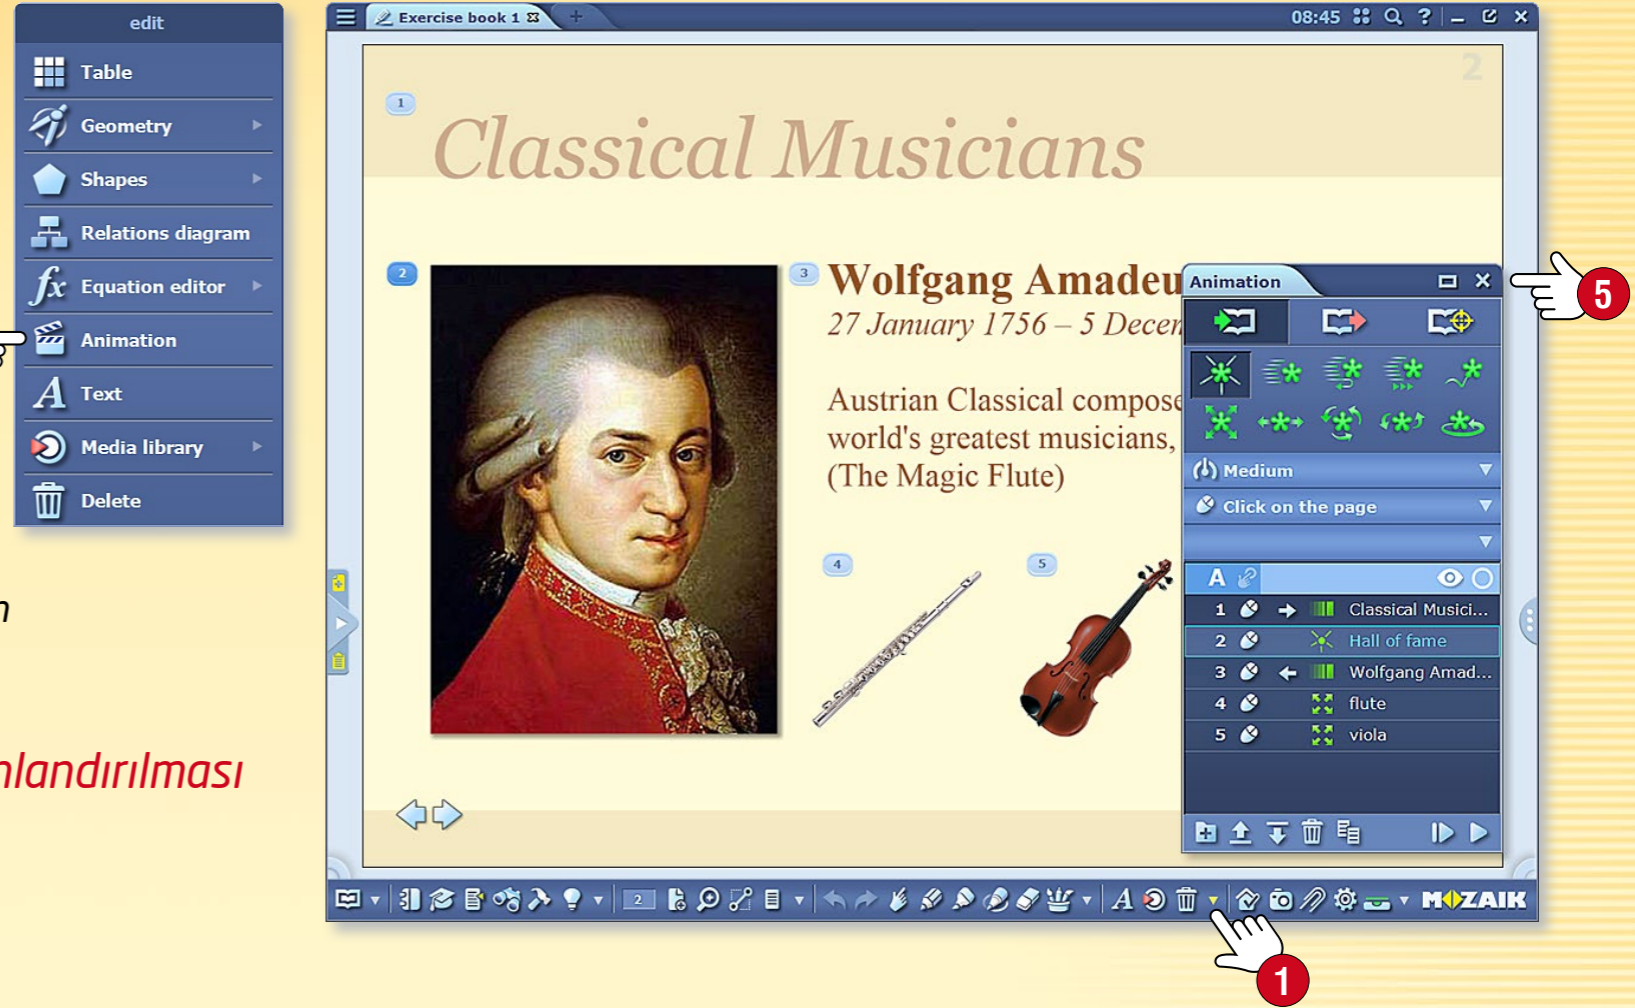 edit
Table
Geometry
Shapes
Relations diagram
fx Equation editor
Animation
A Text
Media library
Delete
n
nlandırılması
Exercise book 1
+
08:45
?
2
1
Classical Musicians
2
3
Wolfgang Amadeu
27 January 1756 – 5 Decem
Austrian Classical compose
world's greatest musicians,
(The Magic Flute)
4
5
Animation
Medium
Click on the page
A
1 Classical Musici...
2 Hall of fame
3 Wolfgang Amad...
4 flute
5 viola
5
2
A
MOZAIK
1